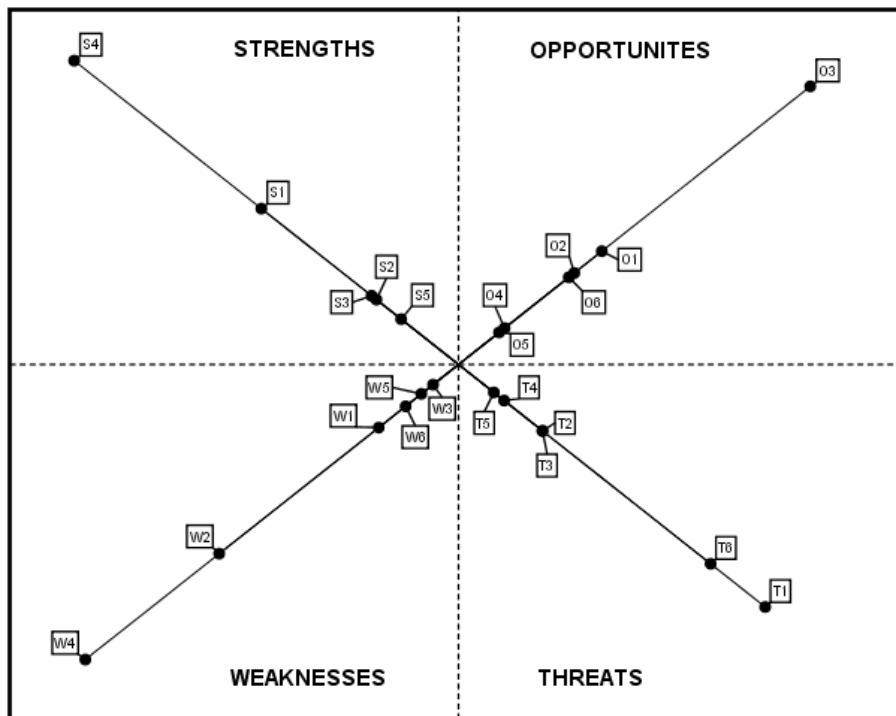 S4
STRENGTHS
OPPORTUNITES
O3
S1
O2
O1
S2
S3
S5
O4
O6
O5
W5
W3
T4
W1
W6
T5
T2
T3
W2
T6
T1
W4
WEAKNESSES
THREATS